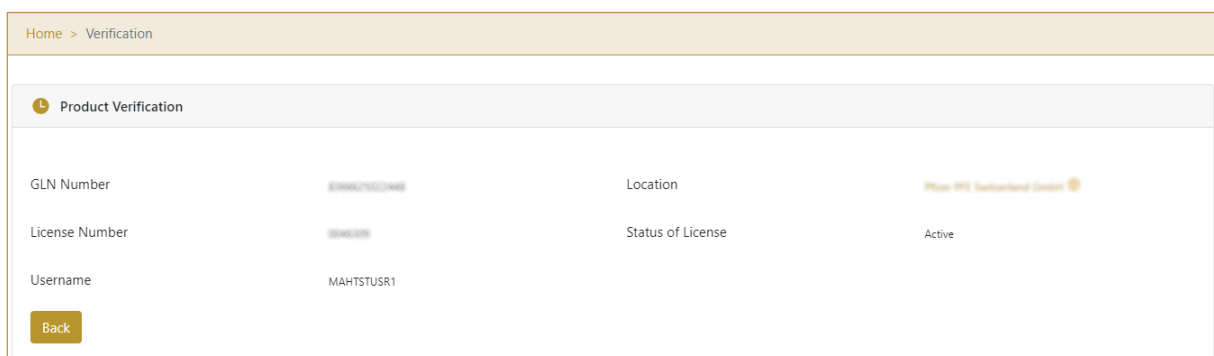 Home > Verification
Product Verification
GLN Number Location
License Number Status of License Active
Username MAHTSTUSR1
Back